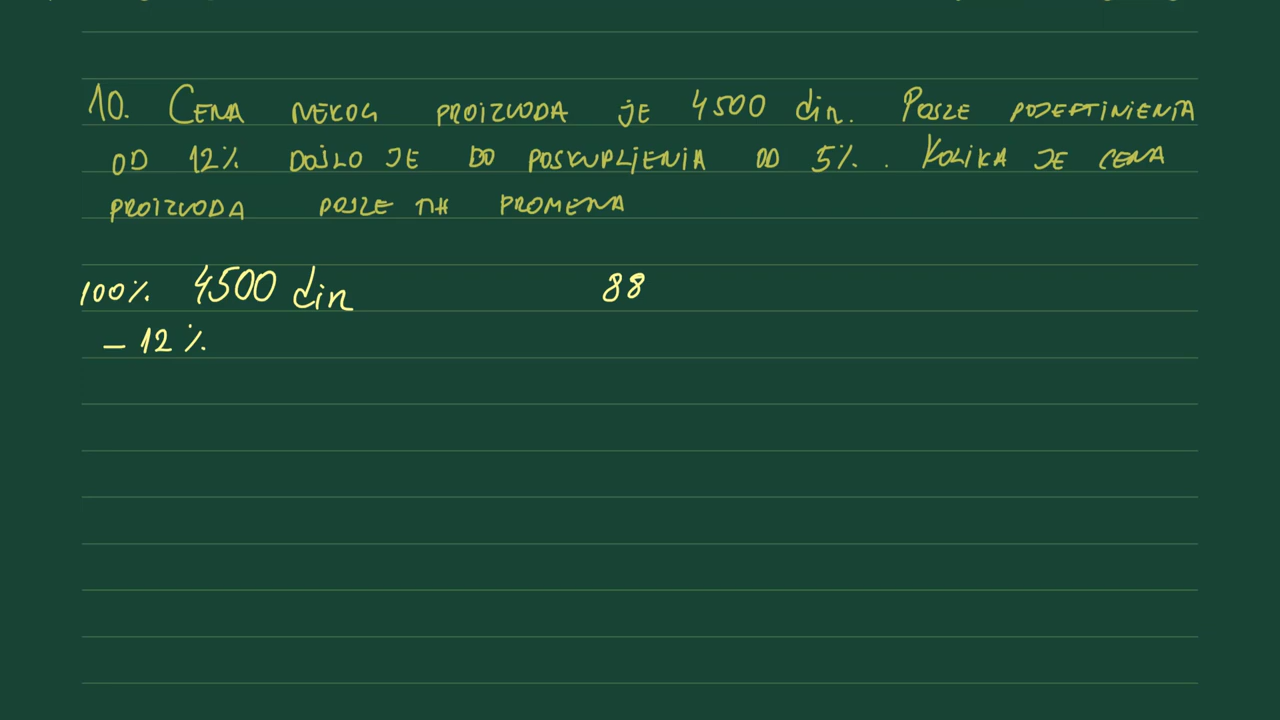 10. CENA NEKOG PROIZVODA JE 4500 din. POSLE POJEFTINJENJA
OD 12% DOŠLO JE DO POSKUPLJENJA OD 5%. KOLIKA JE CENA
PROIZVODA POSLE TIH PROMENA
100% 4500 din 88
- 12%